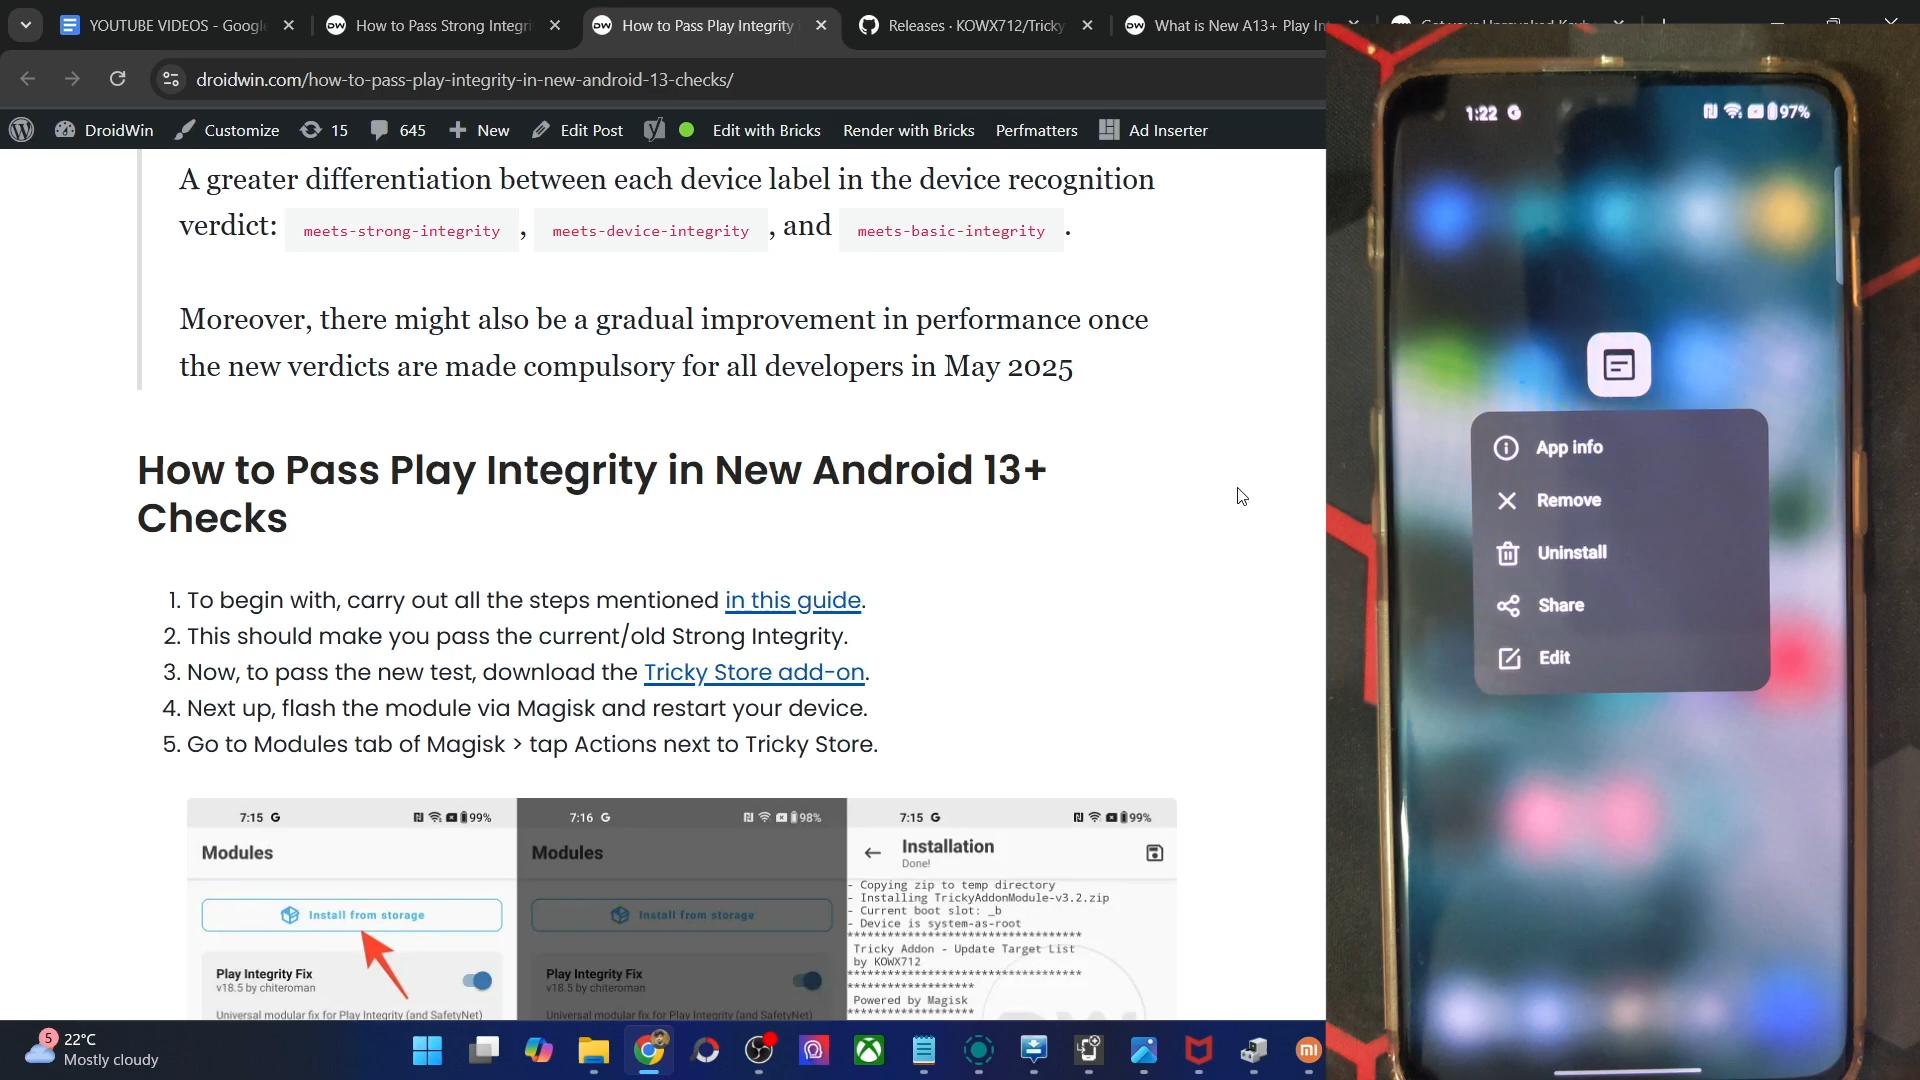 YOUTUBE VIDEOS - Google
How to Pass Strong Integri
How to Pass Play Integrity
Releases · KOWX712/Tricky
What is New A13+ Play In
droidwin.com/how-to-pass-play-integrity-in-new-android-13-checks/
DroidWin
Customize
15
645
New
Edit Post
Edit with Bricks
Render with Bricks
Perfmatters
Ad Inserter
A greater differentiation between each device label in the device recognition
verdict: meets-strong-integrity , meets-device-integrity , and meets-basic-integrity .
Moreover, there might also be a gradual improvement in performance once
the new verdicts are made compulsory for all developers in May 2025
How to Pass Play Integrity in New Android 13+
Checks
1. To begin with, carry out all the steps mentioned in this guide.
2. This should make you pass the current/old Strong Integrity.
3. Now, to pass the new test, download the Tricky Store add-on.
4. Next up, flash the module via Magisk and restart your device.
5. Go to Modules tab of Magisk > tap Actions next to Tricky Store.
7:15 G
99%
Modules
Install from storage
Play Integrity Fix
v18.5 by chiteroman
Universal modular fix for Play Integrity (and SafetyNet)
7:16 G
98%
Modules
Install from storage
Play Integrity Fix
v18.5 by chiteroman
Universal modular fix for Play Integrity (and SafetyNet)
7:15 G
99%
Installation
Done!
- Copying zip to temp directory
- Installing TrickyAddonModule-v3.2.zip
- Current boot slot: _b
- Device is system-as-root
***********************************
Tricky Addon - Update Target List
by KOWX712
***********************************
*******************
Powered by Magisk
*******************
5
22°C
Mostly cloudy
1:22 G
97%
App info
Remove
Uninstall
Share
Edit